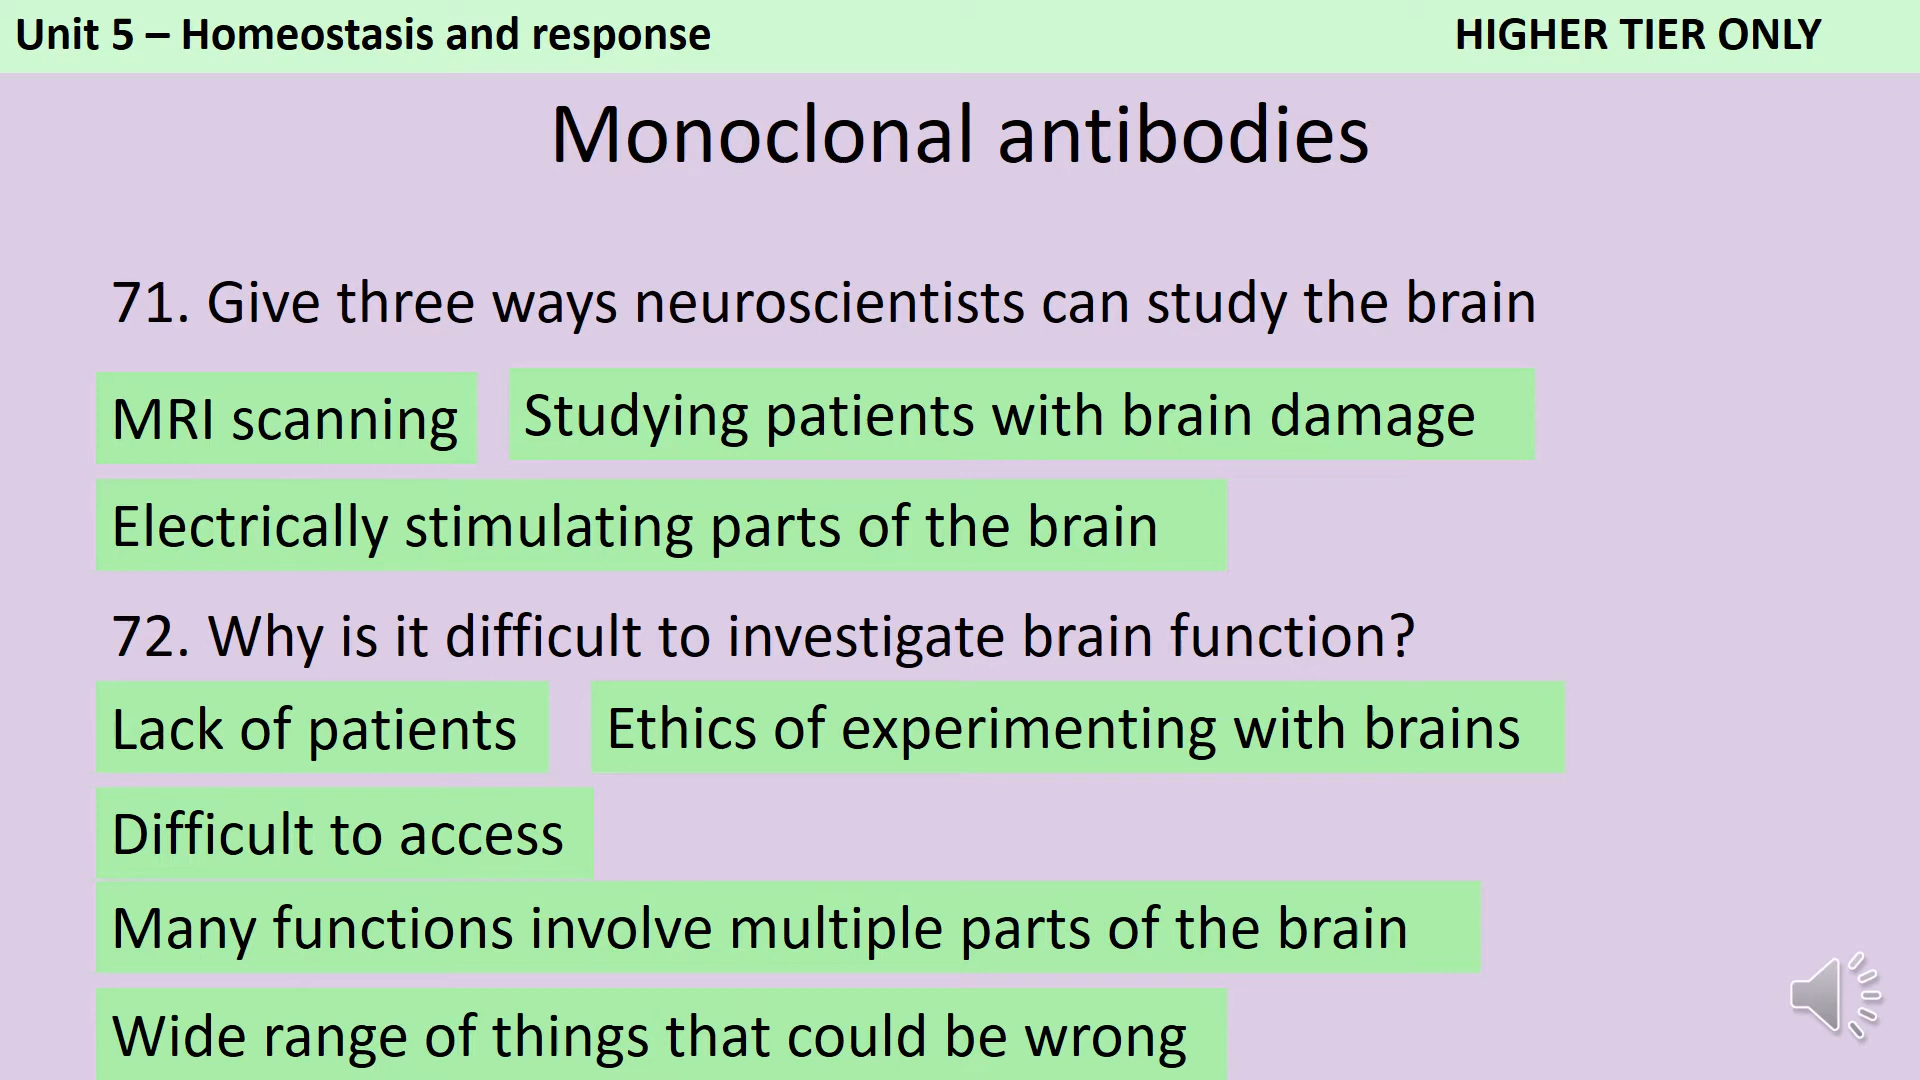 Unit 5 – Homeostasis and response
HIGHER TIER ONLY
Monoclonal antibodies
71. Give three ways neuroscientists can study the brain
MRI scanning
Studying patients with brain damage
Electrically stimulating parts of the brain
72. Why is it difficult to investigate brain function?
Lack of patients
Ethics of experimenting with brains
Difficult to access
Many functions involve multiple parts of the brain
Wide range of things that could be wrong